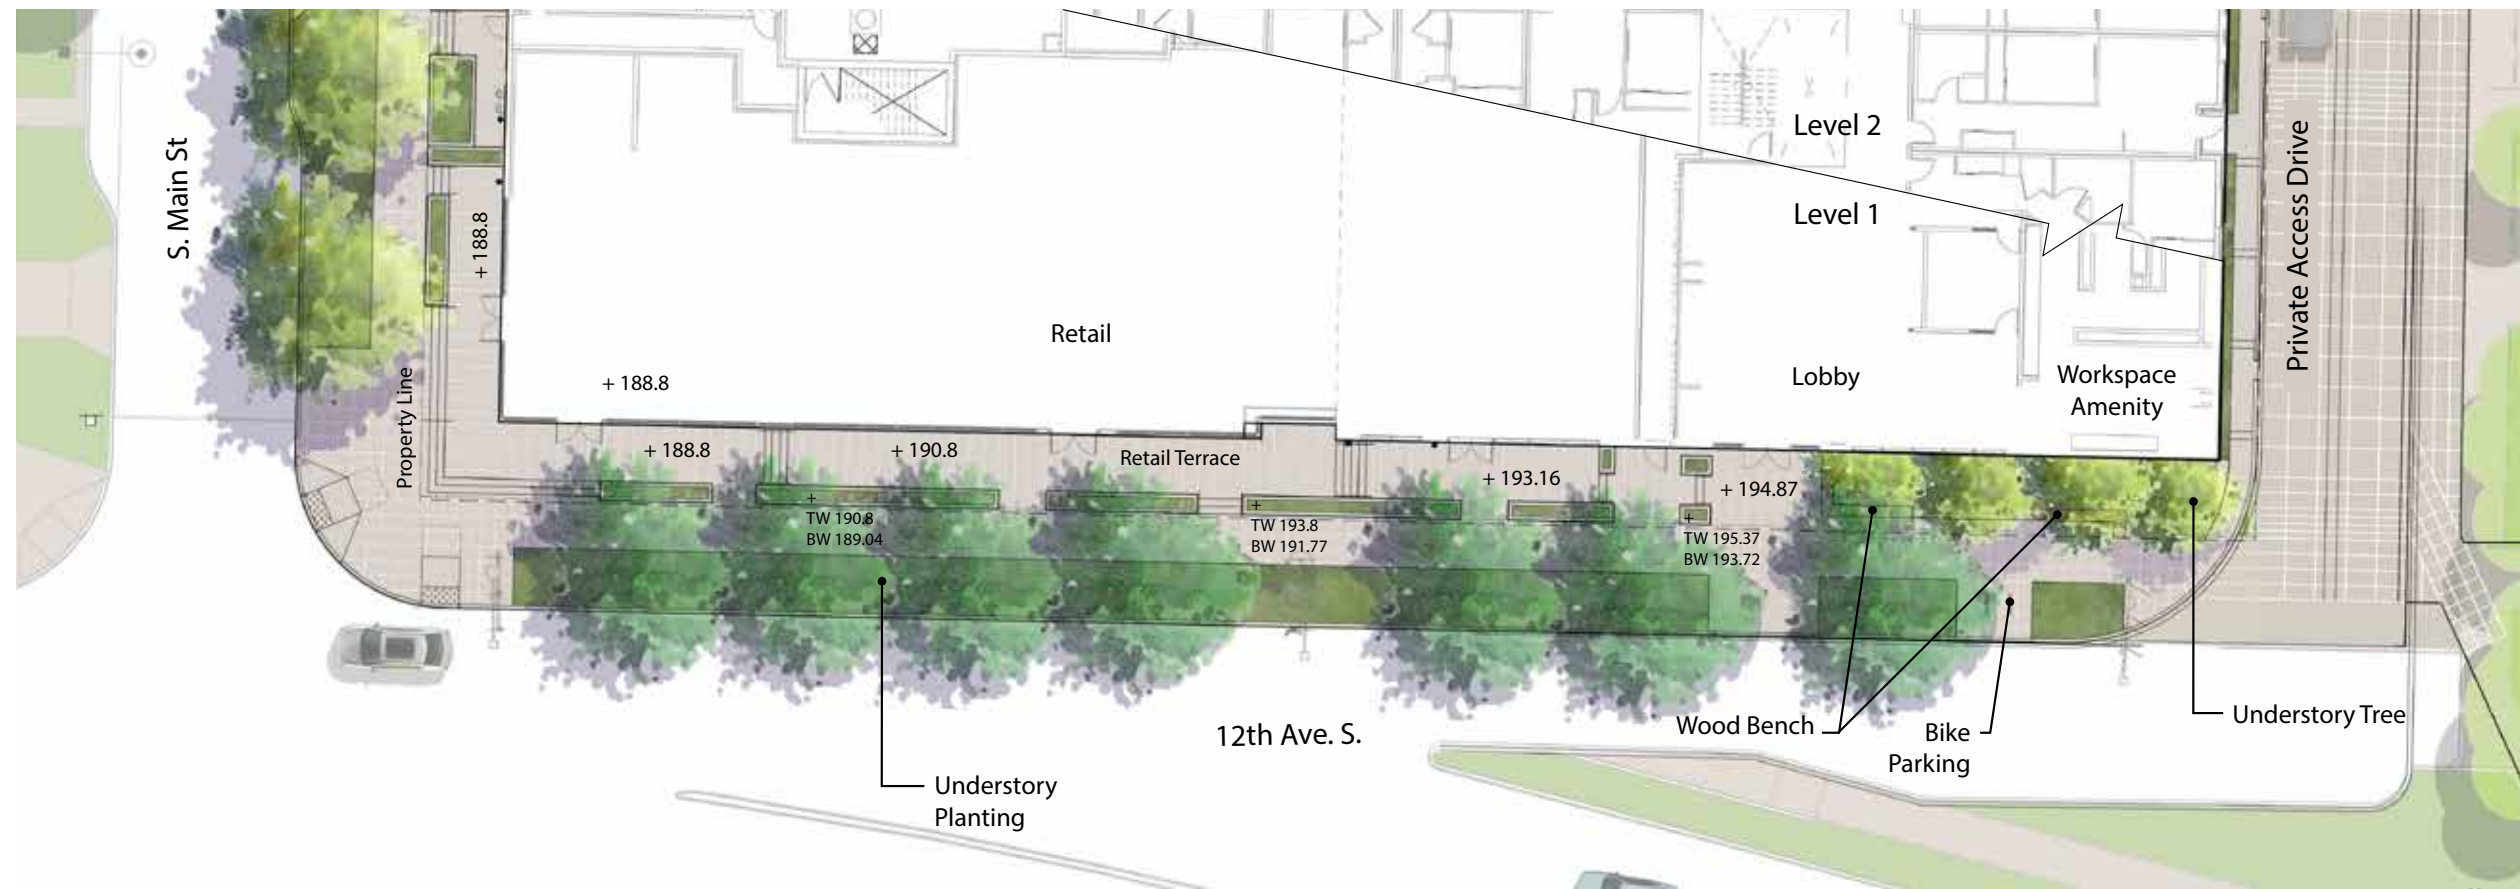 S. Main St
+ 188.8
Property Line
Level 2
Level 1
Private Access Drive
Retail
+ 188.8
Lobby
Workspace
Amenity
+ 188.8
+ 190.8
Retail Terrace
+ 193.16
+ 194.87
TW 190.8
BW 189.04
TW 193.8
BW 191.77
TW 195.37
BW 193.72
12th Ave. S.
Wood Bench
Bike
Parking
Understory Tree
Understory
Planting